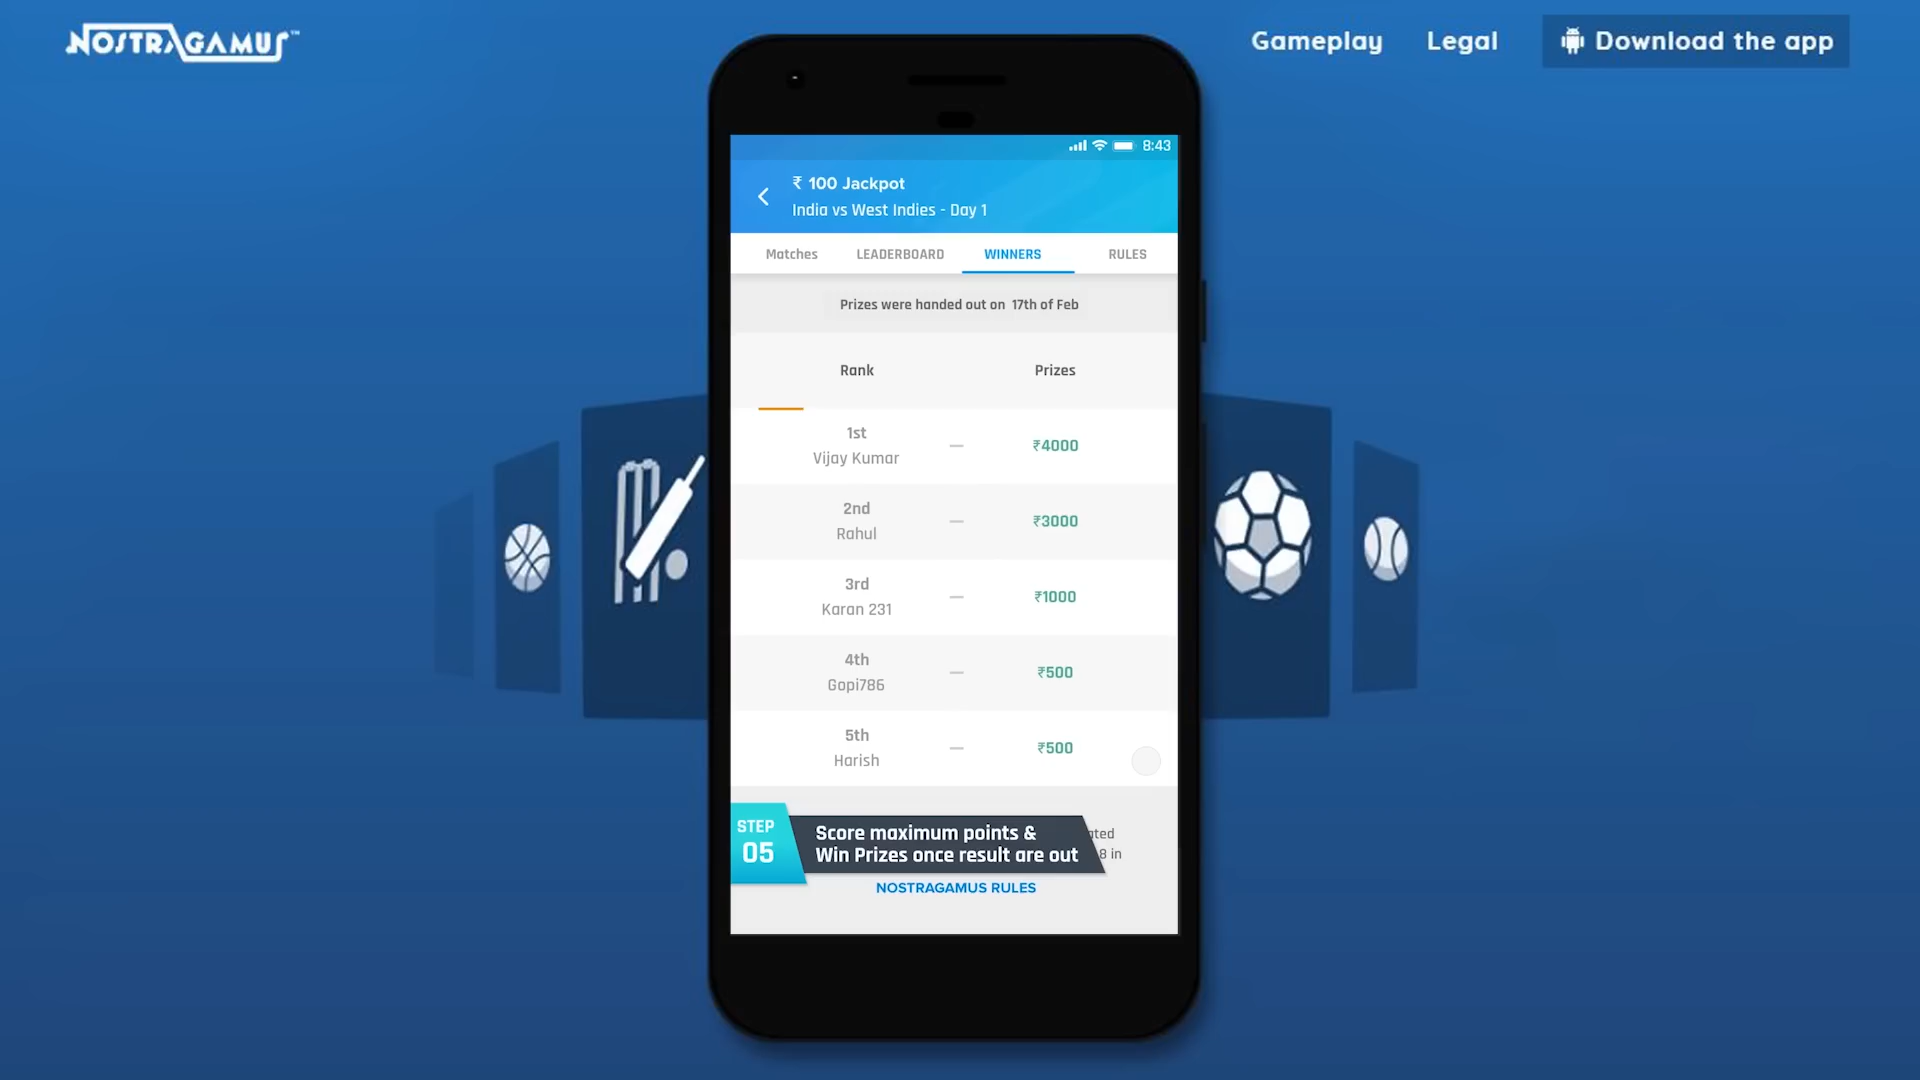 NOSTRAGAMUS™
Gameplay
Legal
Download the app
8:43
₹ 100 Jackpot
India vs West Indies - Day 1
Matches
LEADERBOARD
WINNERS
RULES
Prizes were handed out on 17th of Feb
Rank
Prizes
1st
Vijay Kumar
—
₹4000
2nd
Rahul
—
₹3000
3rd
Karan 231
—
₹1000
4th
Gopi786
—
₹500
5th
Harish
—
₹500
STEP
05
Score maximum points &
Win Prizes once result are out
8 in
NOSTRAGAMUS RULES